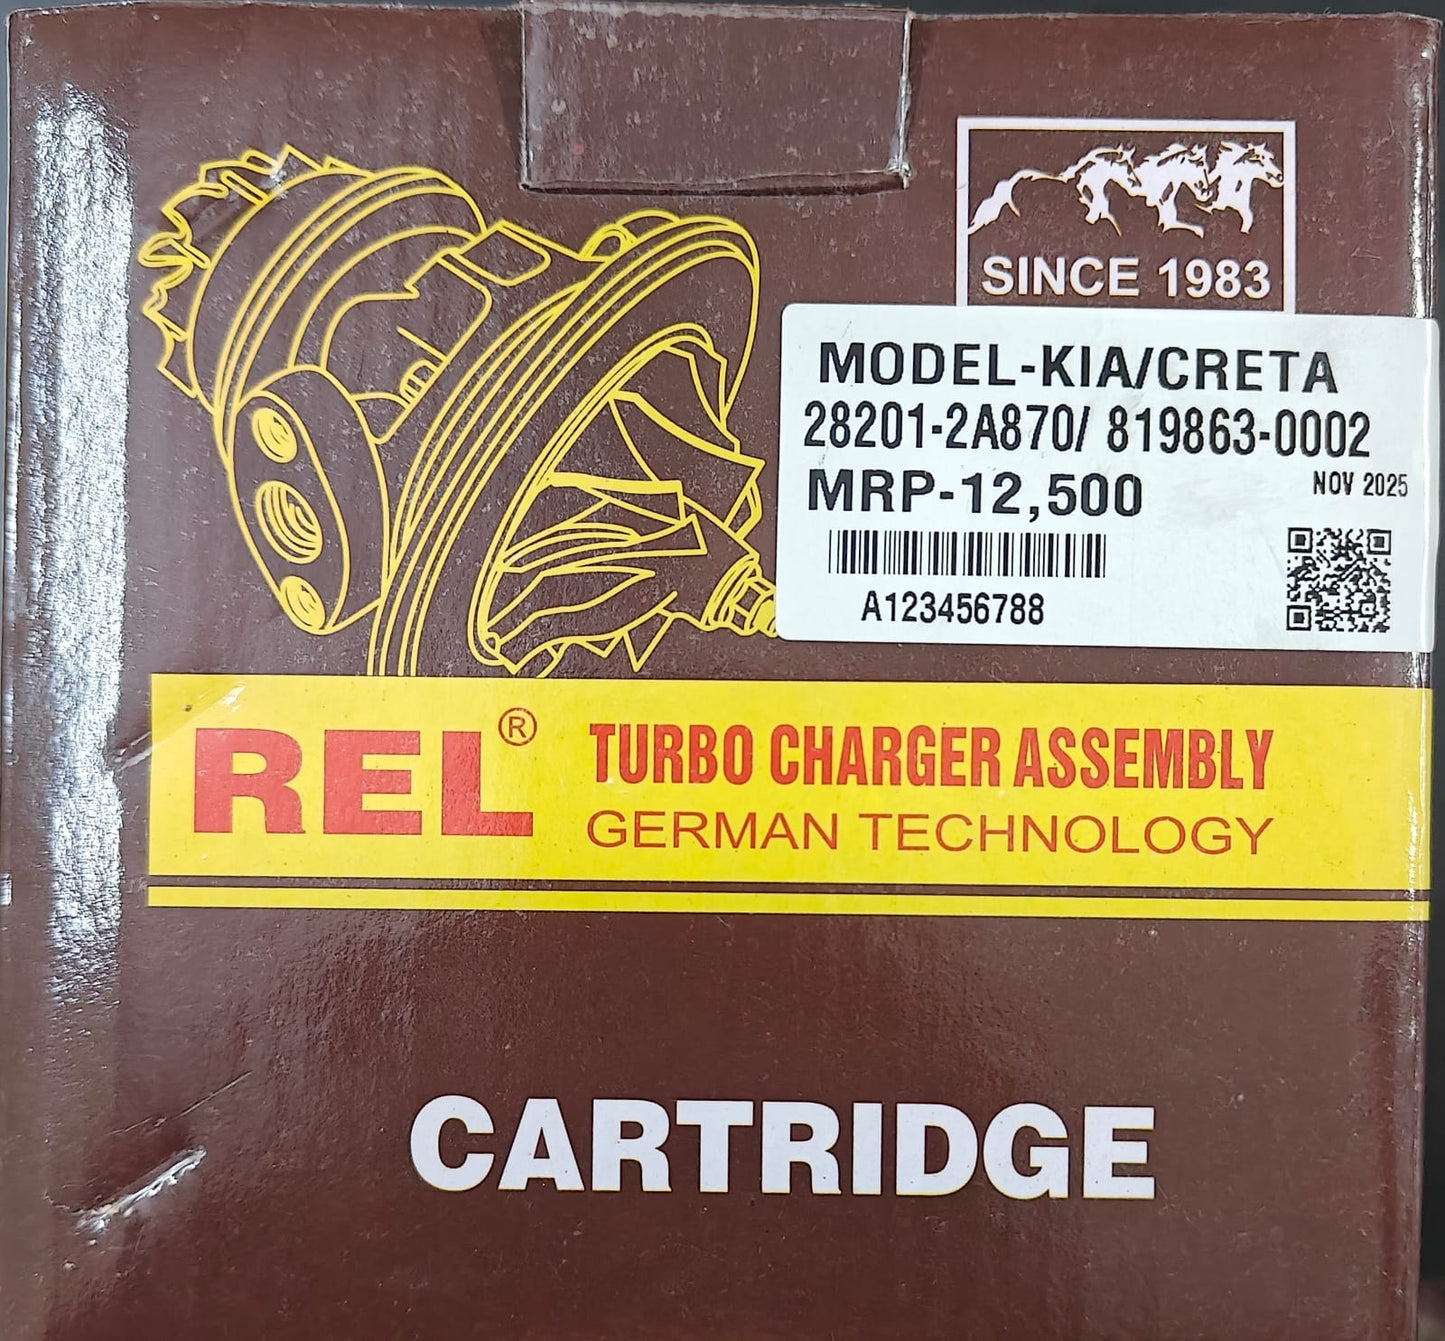 SINCE 1983
MODEL-KIA/CRETA
28201-2A870/ 819863-0002
MRP-12,500
NOV 2025
A123456788
REL®
TURBO CHARGER ASSEMBLY
GERMAN TECHNOLOGY
CARTRIDGE